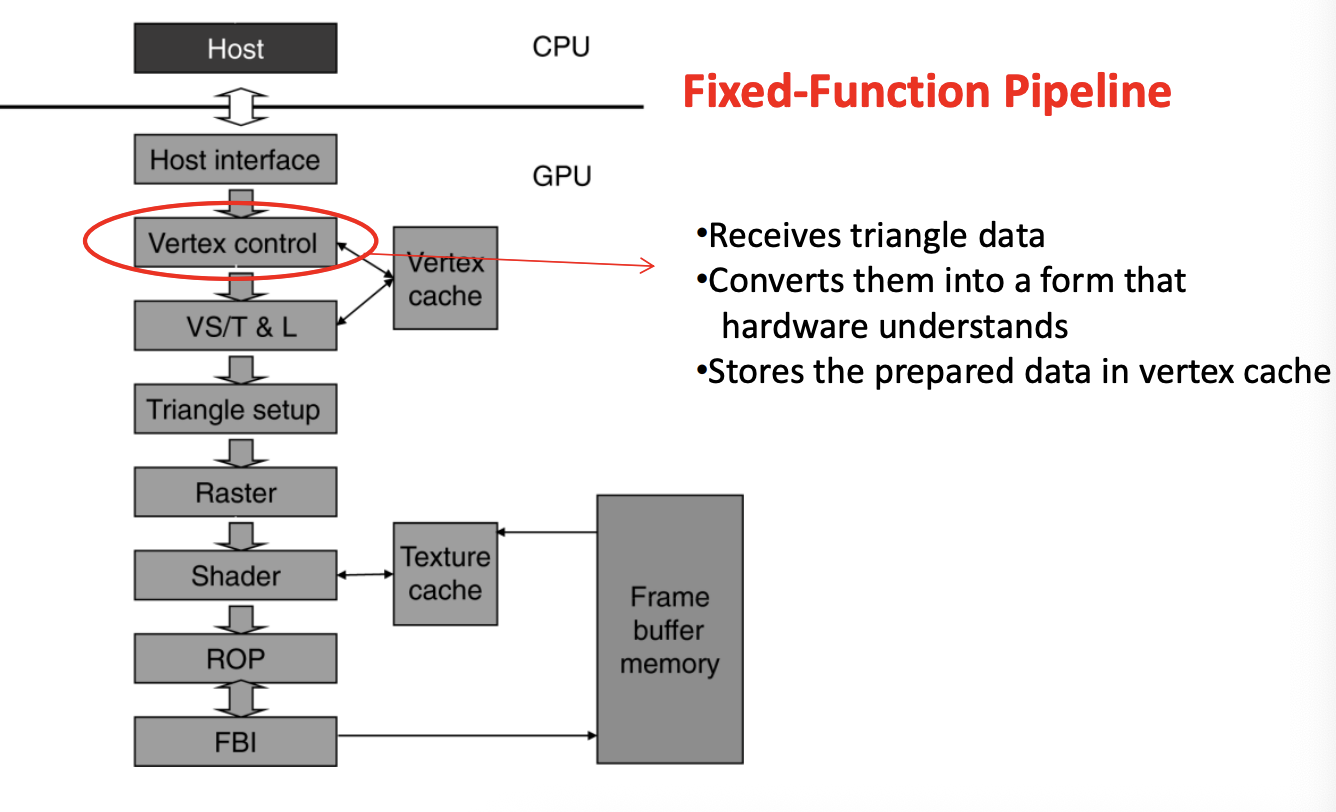 Host
CPU
Fixed-Function Pipeline
Host interface
GPU
Vertex control
Vertex
cache
•Receives triangle data
•Converts them into a form that
hardware understands
•Stores the prepared data in vertex cache
VS/T & L
Triangle setup
Raster
Shader
Texture
cache
Frame
buffer
memory
ROP
FBI